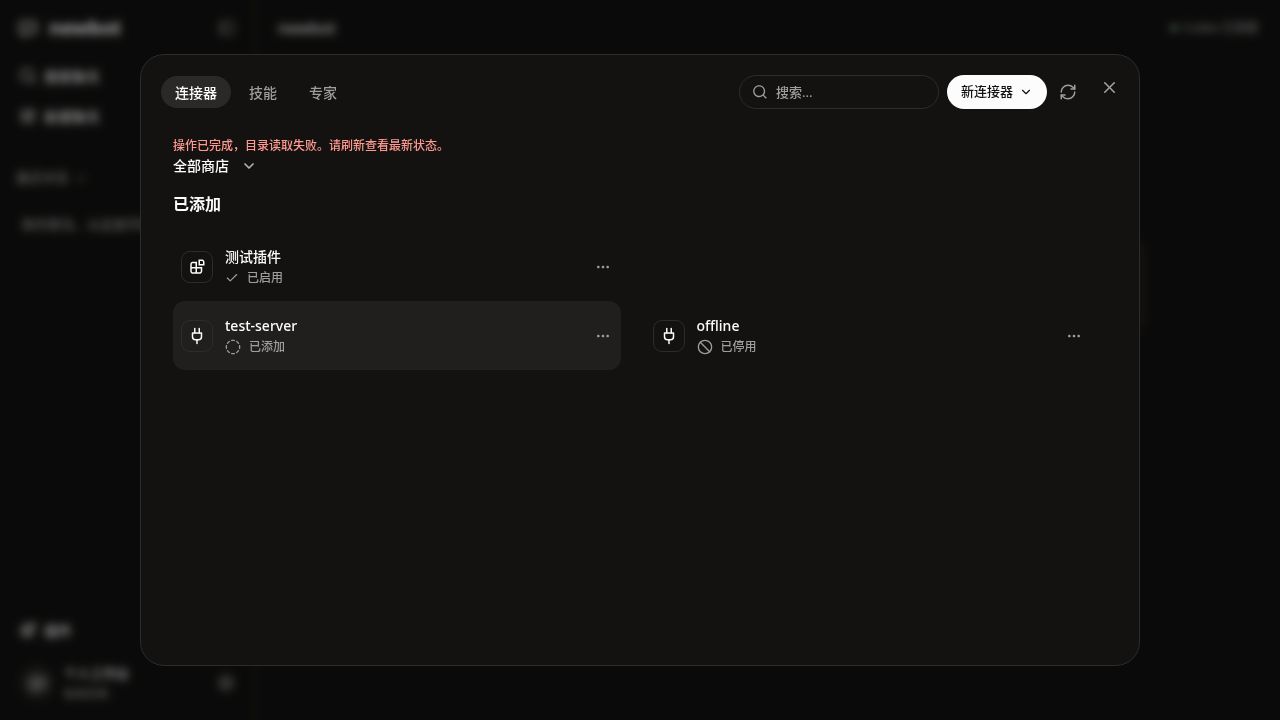 连接器
技能
专家
搜索...
新连接器
操作已完成，目录读取失败。请刷新查看最新状态。
全部商店
已添加
测试插件
已启用
test-server
已添加
offline
已停用